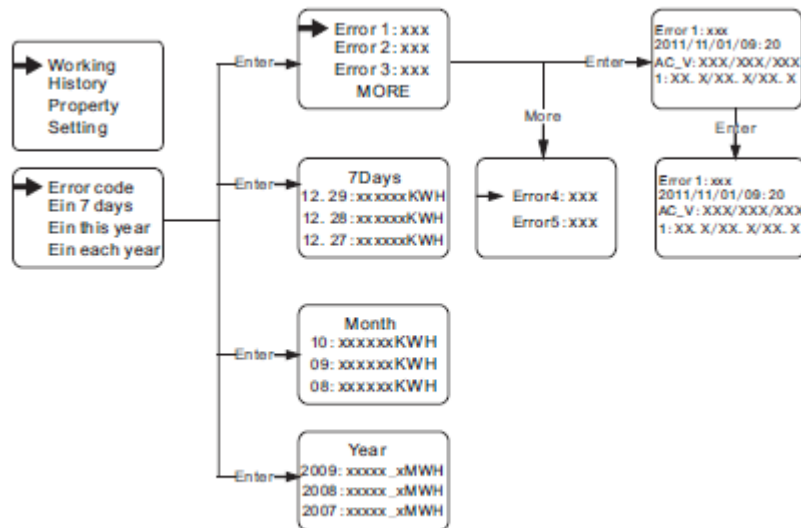 Working
History
Property
Setting
Error code
Ein 7 days
Ein this year
Ein each year
Enter
Error 1: xxx
Error 2: xxx
Error 3: xxx
MORE
Enter
Error 1: xxx
2011/11/01/09: 20
AC_V: XXX/XXX/XXX
1: XX. X/XX. X/XX. X
More
Enter
Error4: xxx
Error5: xxx
Error 1: xxx
2011/11/01/09: 20
AC_V: XXX/XXX/XXX
1: XX. X/XX. X/XX. X
Enter
7Days
12. 29: xxxxxxKWH
12. 28: xxxxxxKWH
12. 27: xxxxxxKWH
Enter
Month
10: xxxxxxKWH
09: xxxxxxKWH
08: xxxxxxKWH
Enter
Year
2009: xxxxx_xMWH
2008: xxxxx_xMWH
2007: xxxxx_xMWH